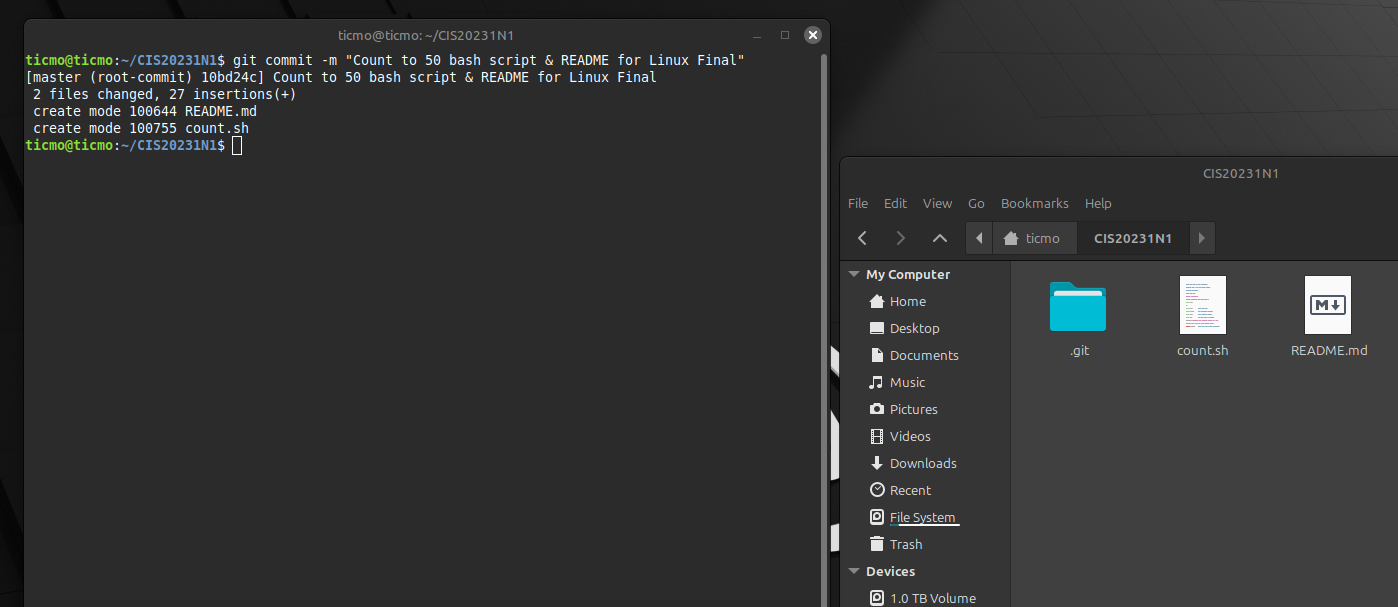 ticmo@ticmo: ~/CIS20231N1
ticmo@ticmo:~/CIS20231N1$ git commit -m "Count to 50 bash script & README for Linux Final"
[master (root-commit) 10bd24c] Count to 50 bash script & README for Linux Final
 2 files changed, 27 insertions(+)
 create mode 100644 README.md
 create mode 100755 count.sh
ticmo@ticmo:~/CIS20231N1$
CIS20231N1
File Edit View Go Bookmarks Help
ticmo CIS20231N1
My Computer
Home
Desktop
Documents
Music
Pictures
Videos
Downloads
Recent
File System
Trash
Devices
1.0 TB Volume
.git count.sh README.md
M